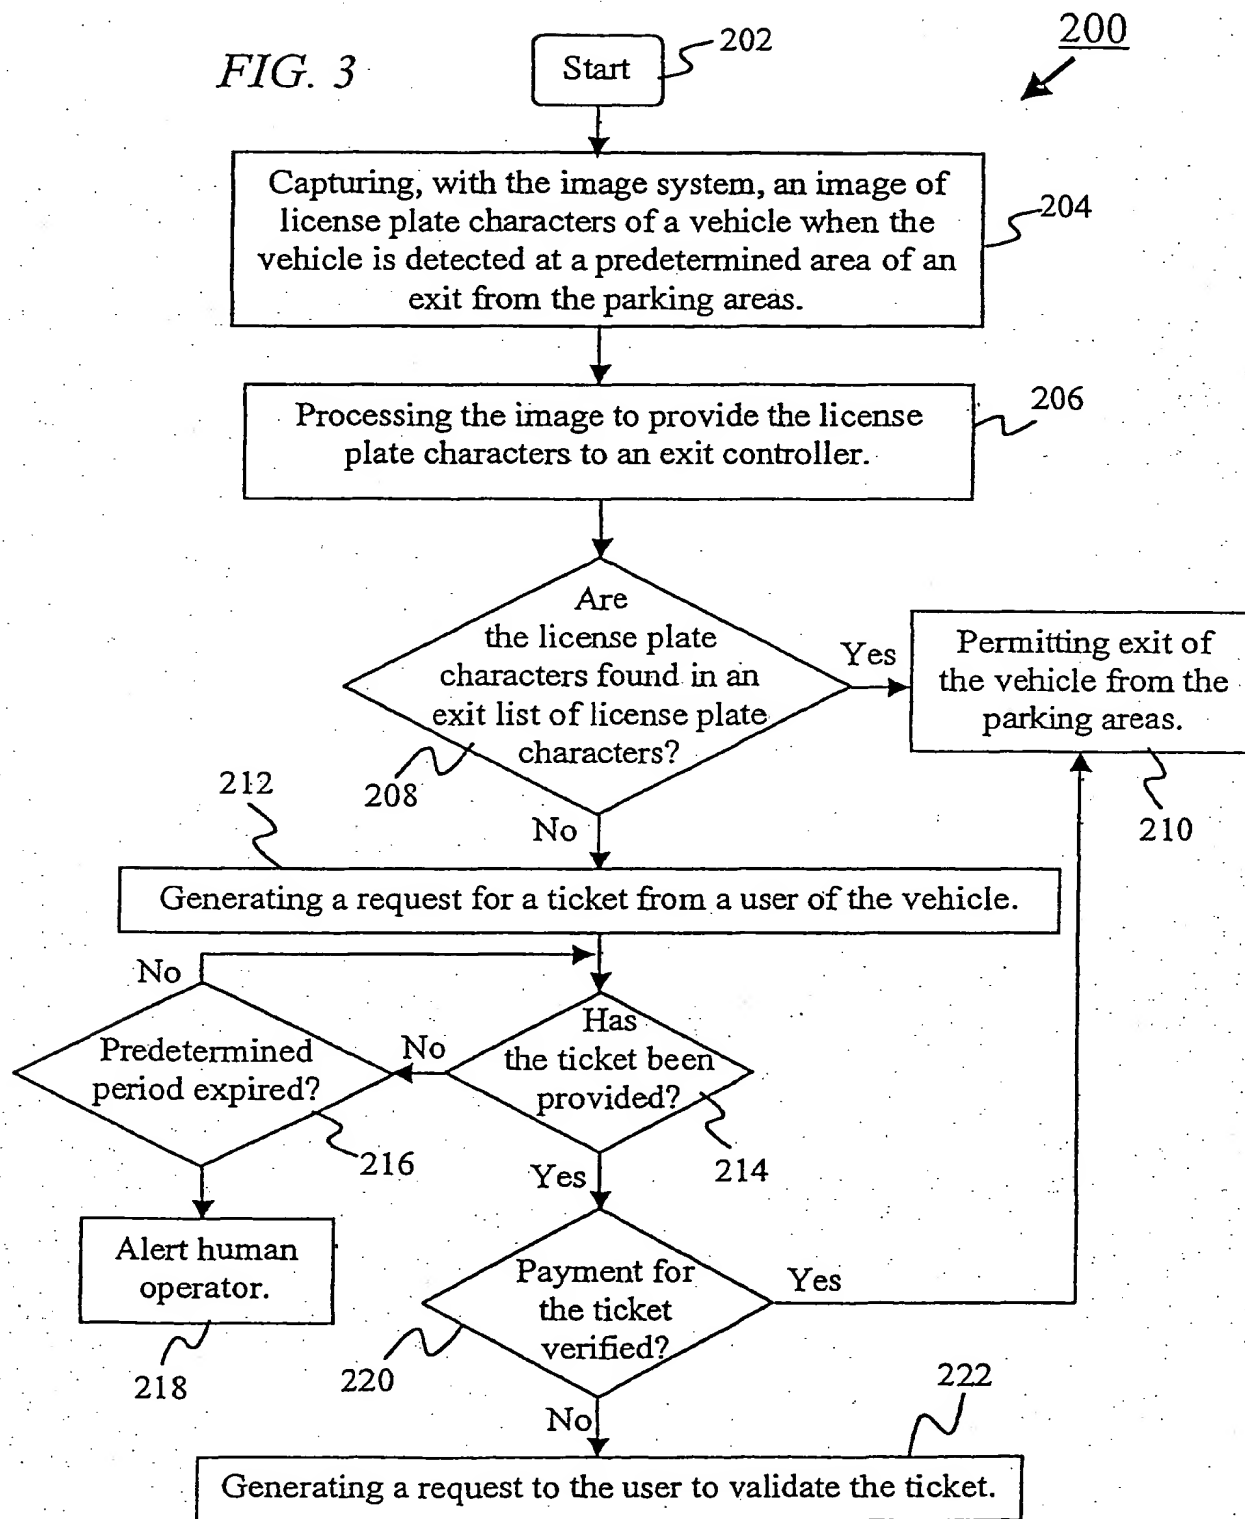 FIG. 3
200
Start
202
Capturing, with the image system, an image of
license plate characters of a vehicle when the
vehicle is detected at a predetermined area of an
exit from the parking areas.
204
Processing the image to provide the license
plate characters to an exit controller.
206
Are
the license plate
characters found in an
exit list of license plate
characters?
208
Yes
Permitting exit of
the vehicle from the
parking areas.
210
No
212
Generating a request for a ticket from a user of the vehicle.
No
Predetermined
period expired?
216
No
Has
the ticket been
provided?
214
Yes
Alert human
operator.
218
Payment for
the ticket
verified?
220
Yes
No
222
Generating a request to the user to validate the ticket.